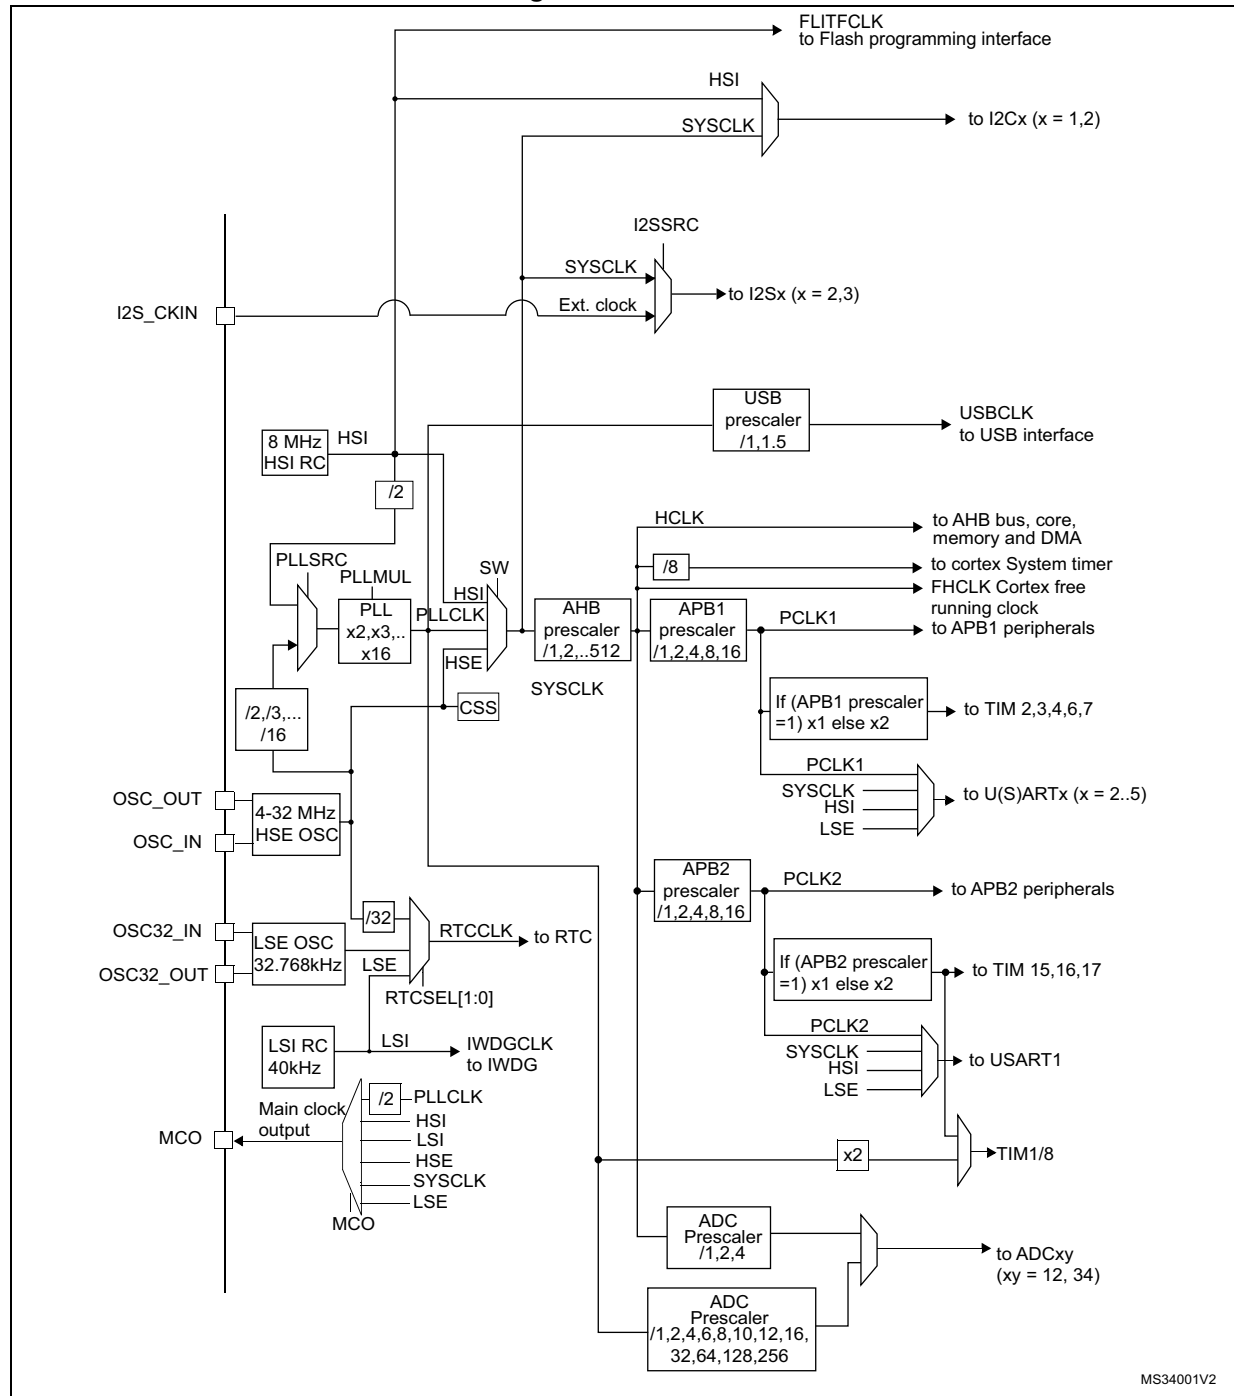 FLITFCLK
to Flash programming interface
HSI
SYSCLK
to I2Cx (x = 1,2)
I2SSRC
SYSCLK
to I2Sx (x = 2,3)
Ext. clock
I2S_CKIN
USB
prescaler
/1,1.5
USBCLK
to USB interface
8 MHz
HSI RC
HSI
/2
HCLK
to AHB bus, core,
memory and DMA
/8
to cortex System timer
FHCLK Cortex free
running clock
PLLSRC
PLLMUL
PLL
x2,x3,..
x16
SW
HSI
PLLCLK
HSE
AHB
prescaler
/1,2,..512
APB1
prescaler
/1,2,4,8,16
PCLK1
to APB1 peripherals
SYSCLK
/2,/3,...
/16
CSS
If (APB1 prescaler
=1) x1 else x2
to TIM 2,3,4,6,7
PCLK1
SYSCLK
HSI
LSE
to U(S)ARTx (x = 2..5)
OSC_OUT
OSC_IN
4-32 MHz
HSE OSC
APB2
prescaler
/1,2,4,8,16
PCLK2
to APB2 peripherals
/32
OSC32_IN
OSC32_OUT
LSE OSC
32.768kHz
LSE
RTCCLK
to RTC
RTCSEL[1:0]
If (APB2 prescaler
=1) x1 else x2
to TIM 15,16,17
LSI RC
40kHz
LSI
IWDGCLK
to IWDG
PCLK2
SYSCLK
HSI
LSE
to USART1
MCO
Main clock
output
/2
PLLCLK
HSI
LSI
HSE
SYSCLK
LSE
MCO
x2
TIM1/8
ADC
Prescaler
/1,2,4
to ADCxy
(xy = 12, 34)
ADC
Prescaler
/1,2,4,6,8,10,12,16,
32,64,128,256
MS34001V2